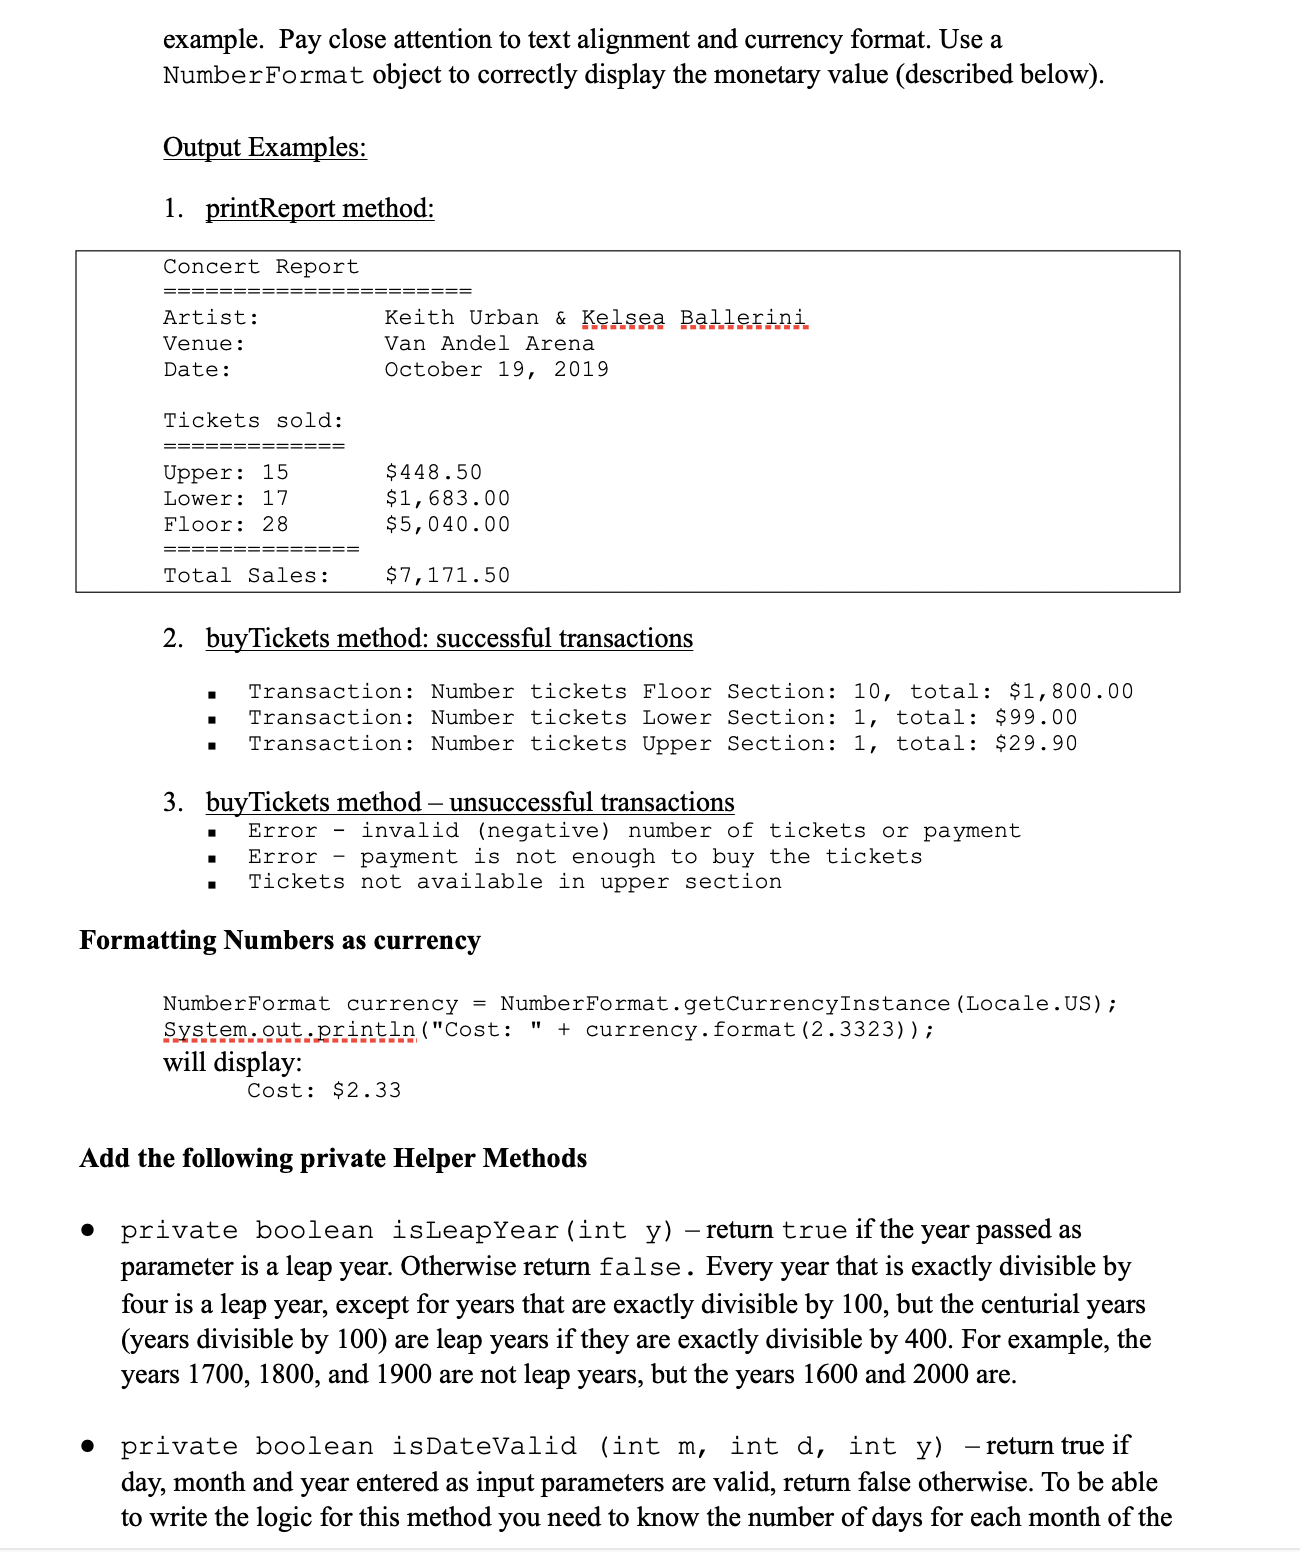 example. Pay close attention to text alignment and currency format. Use a
NumberFormat object to correctly display the monetary value (described below).
Output Examples:
1. printReport method:
Concert Report
======================
Artist: Keith Urban & Kelsea Ballerini
Venue: Van Andel Arena
Date: October 19, 2019
Tickets sold:
=============
Upper: 15 $448.50
Lower: 17 $1,683.00
Floor: 28 $5,040.00
==============
Total Sales: $7,171.50
2. buyTickets method: successful transactions
▪ Transaction: Number tickets Floor Section: 10, total: $1,800.00
▪ Transaction: Number tickets Lower Section: 1, total: $99.00
▪ Transaction: Number tickets Upper Section: 1, total: $29.90
3. buyTickets method – unsuccessful transactions
▪ Error - invalid (negative) number of tickets or payment
▪ Error – payment is not enough to buy the tickets
▪ Tickets not available in upper section
Formatting Numbers as currency
NumberFormat currency = NumberFormat.getCurrencyInstance(Locale.US);
System.out.println("Cost: " + currency.format(2.3323));
will display:
Cost: $2.33
Add the following private Helper Methods
● private boolean isLeapYear(int y) – return true if the year passed as
parameter is a leap year. Otherwise return false. Every year that is exactly divisible by
four is a leap year, except for years that are exactly divisible by 100, but the centurial years
(years divisible by 100) are leap years if they are exactly divisible by 400. For example, the
years 1700, 1800, and 1900 are not leap years, but the years 1600 and 2000 are.
● private boolean isDateValid (int m, int d, int y) – return true if
day, month and year entered as input parameters are valid, return false otherwise. To be able
to write the logic for this method you need to know the number of days for each month of the